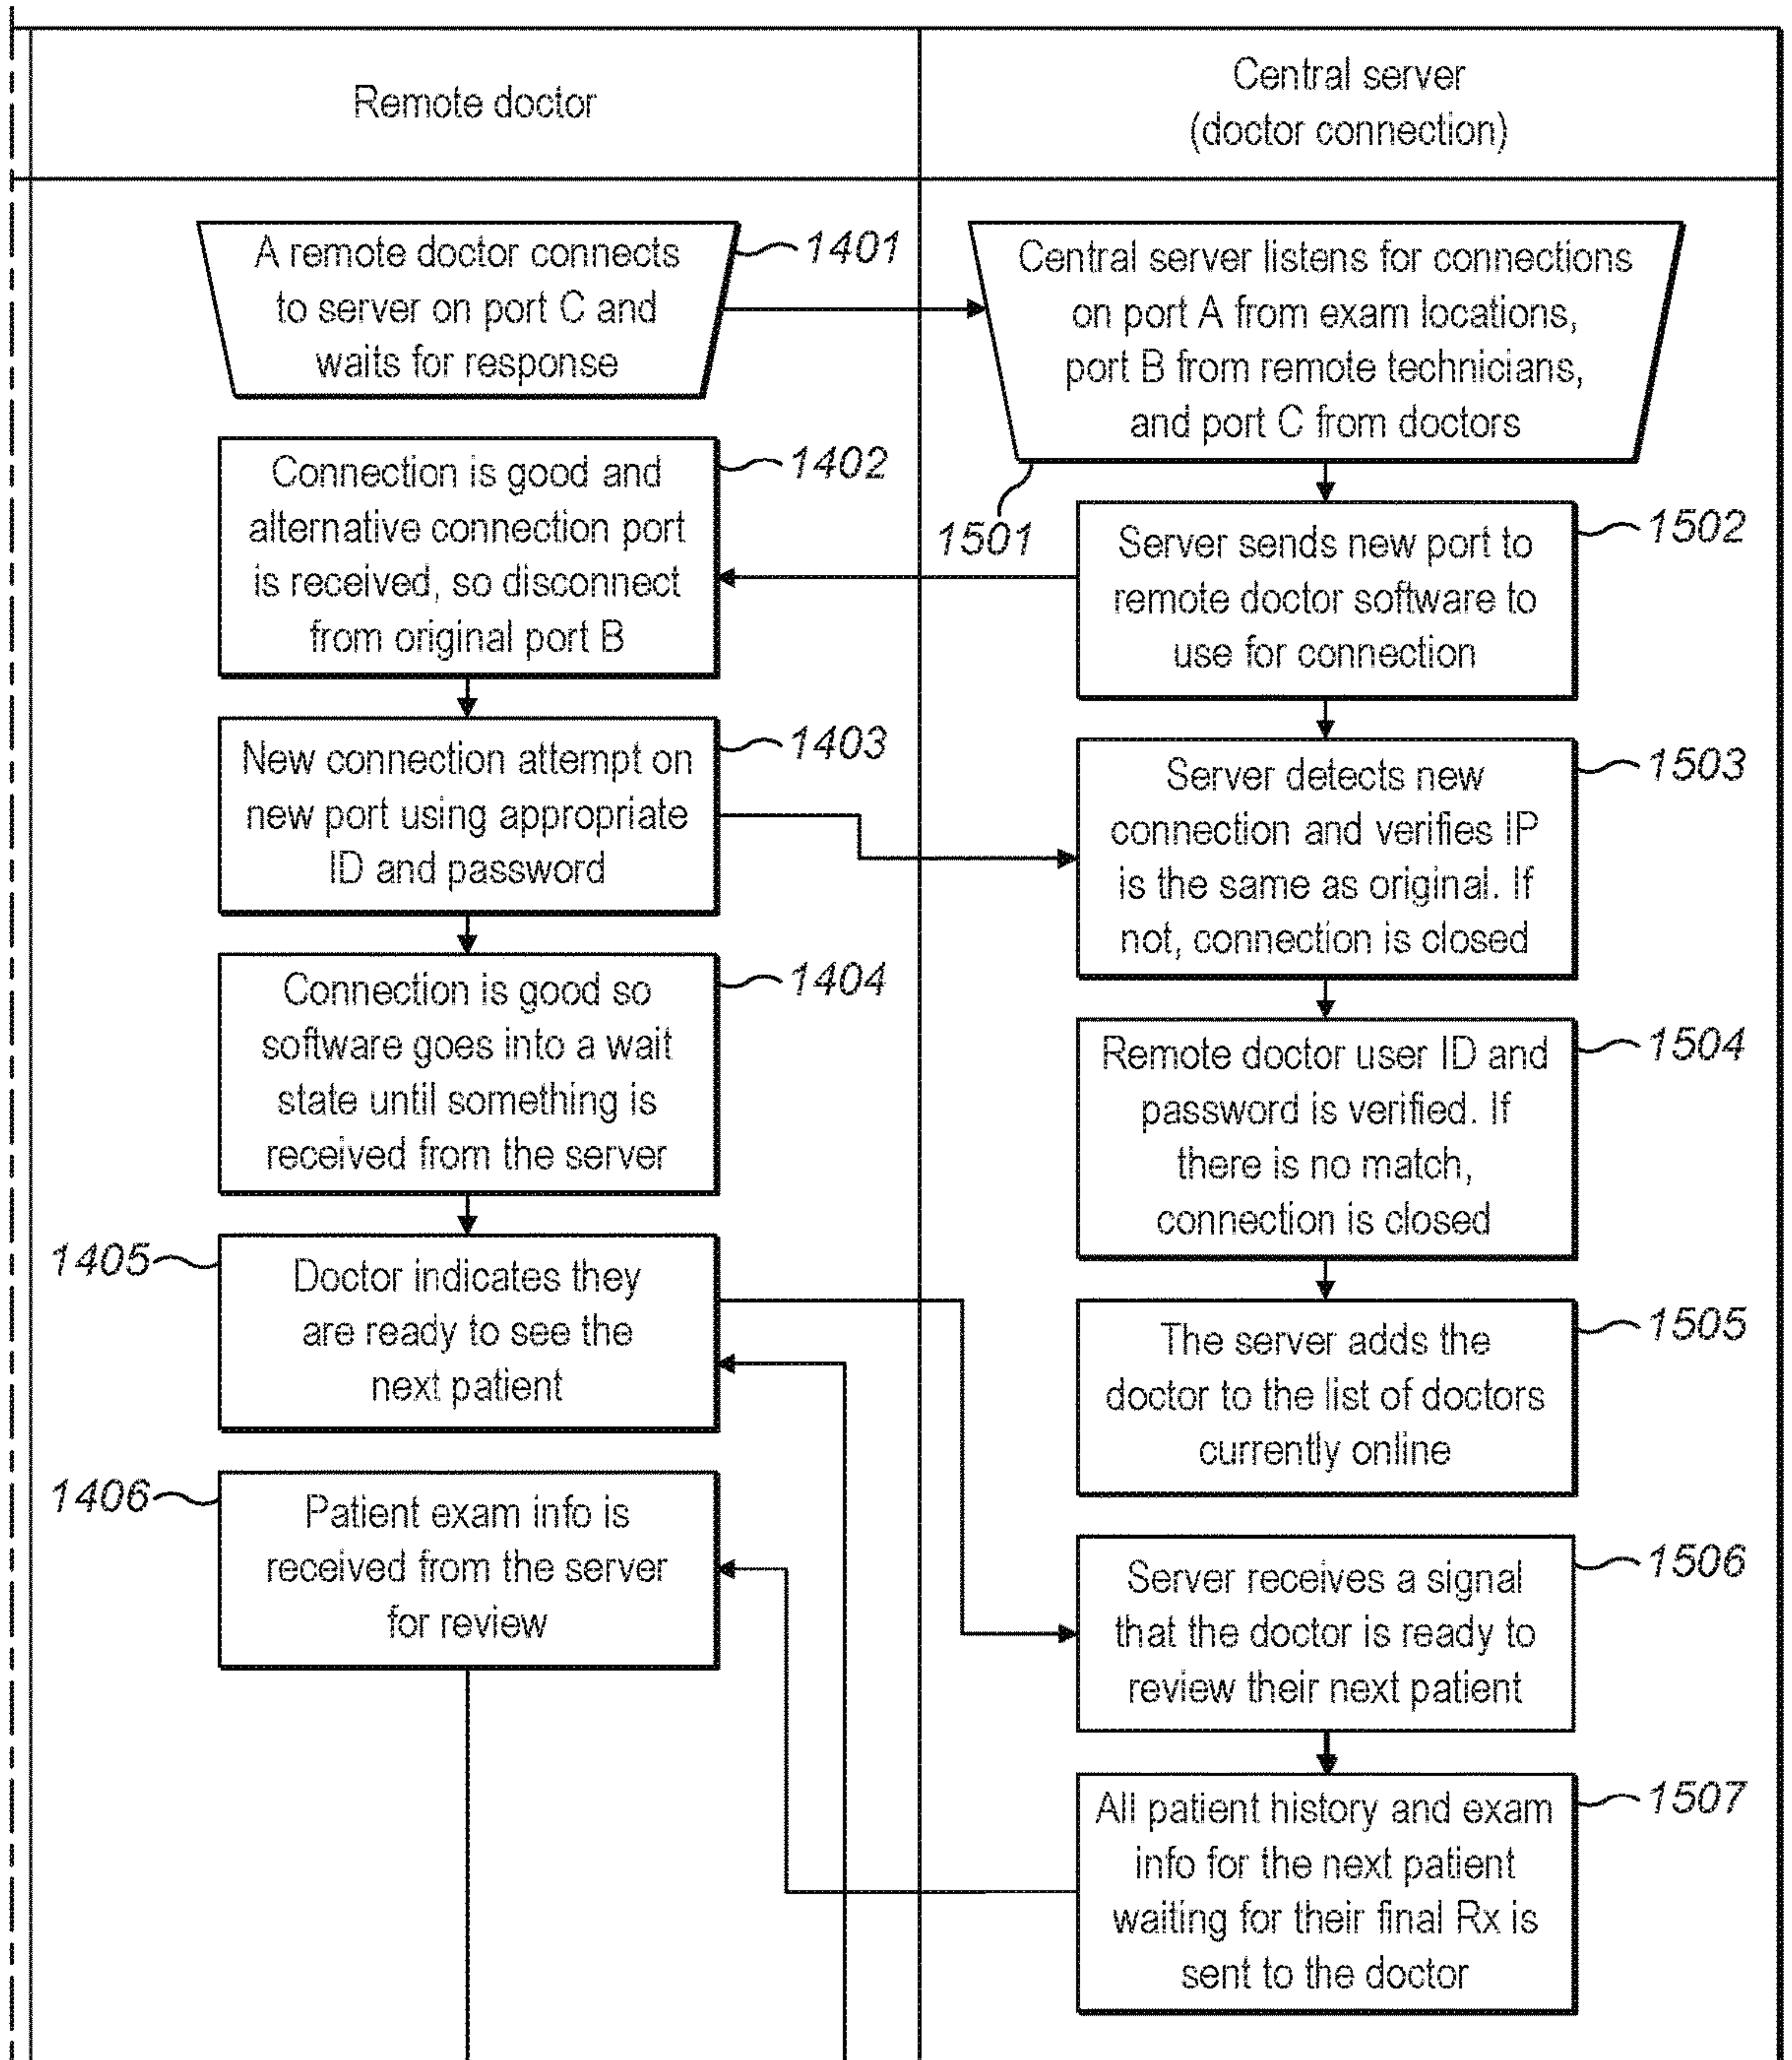 Remote doctor
Central server
(doctor connection)
A remote doctor connects
to server on port C and
waits for response
1401
Central server listens for connections
on port A from exam locations,
port B from remote technicians,
and port C from doctors
1501
Connection is good and
alternative connection port
is received, so disconnect
from original port B
1402
Server sends new port to
remote doctor software to
use for connection
1502
New connection attempt on
new port using appropriate
ID and password
1403
Server detects new
connection and verifies IP
is the same as original. If
not, connection is closed
1503
Connection is good so
software goes into a wait
state until something is
received from the server
1404
Remote doctor user ID and
password is verified. If
there is no match,
connection is closed
1504
1405
Doctor indicates they
are ready to see the
next patient
The server adds the
doctor to the list of doctors
currently online
1505
1406
Patient exam info is
received from the server
for review
Server receives a signal
that the doctor is ready to
review their next patient
1506
All patient history and exam
info for the next patient
waiting for their final Rx is
sent to the doctor
1507